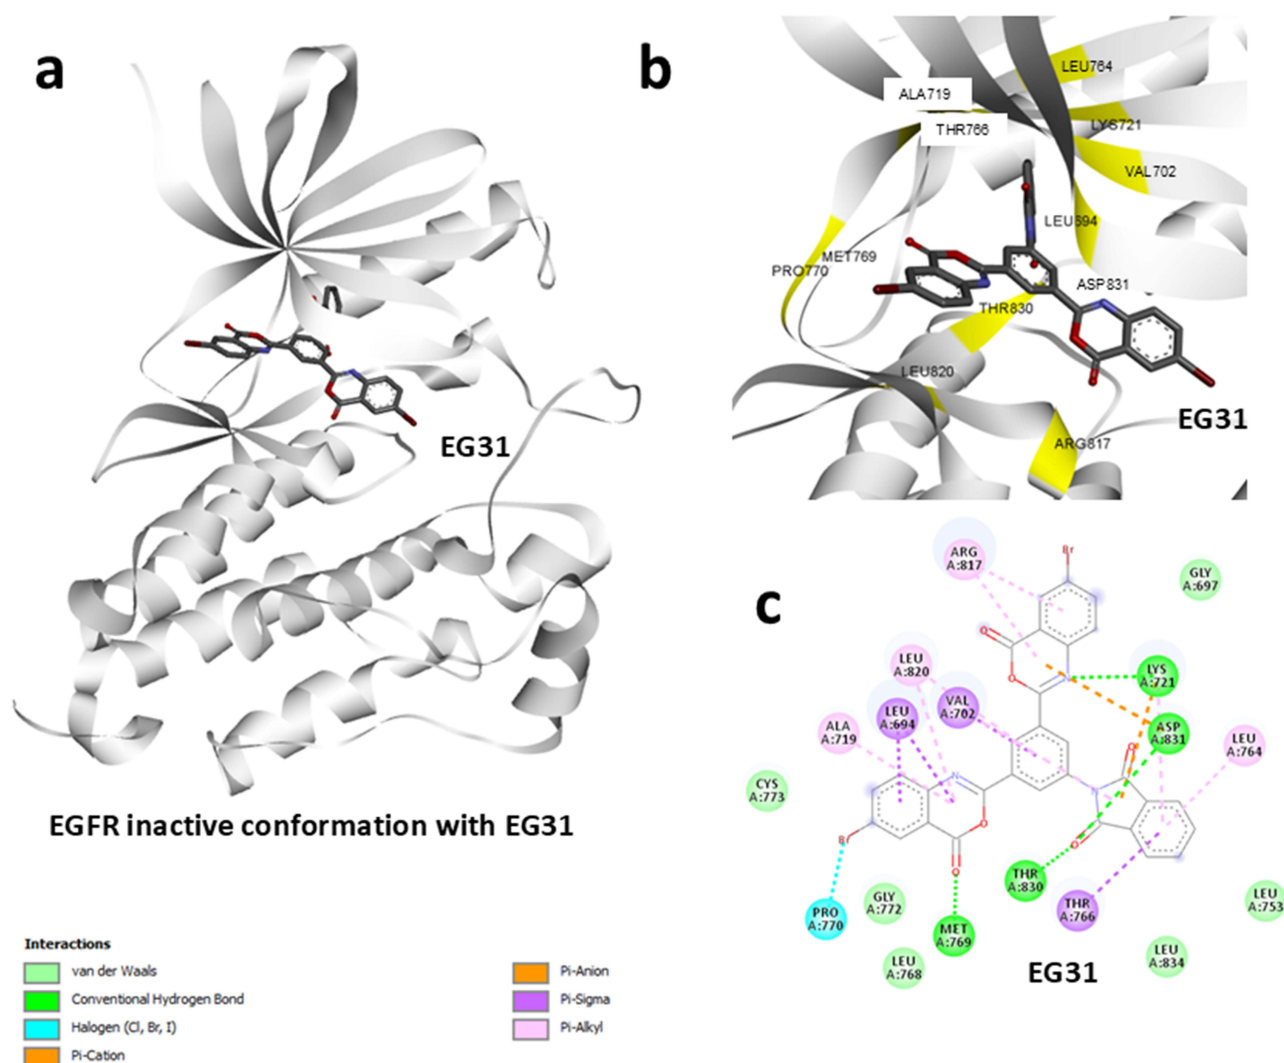 a
EG31
EGFR inactive conformation with EG31
b
LEU764
ALA719
THR766
LYS721
VAL702
LEU694
MET769
PRO770
ASP831
THR830
LEU820
EG31
ARG817
c
ARG
A:817
Br
GLY
A:697
O
LEU
A:820
LYS
A:721
O
N
LEU
A:694
VAL
A:702
ASP
A:831
ALA
A:719
LEU
A:764
O
CYS
A:773
N
N
O
Br
O
O
THR
A:830
PRO
A:770
GLY
A:772
MET
A:769
THR
A:766
LEU
A:753
LEU
A:768
EG31
LEU
A:834
Interactions
van der Waals
Conventional Hydrogen Bond
Halogen (Cl, Br, I)
Pi-Cation
Pi-Anion
Pi-Sigma
Pi-Alkyl